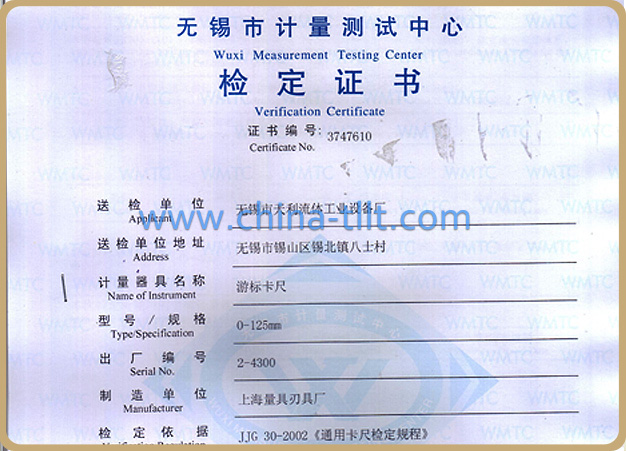 无锡市计量测试中心
Wuxi Measurement Testing Center
检定证书
Verification Certificate
证书编号: 3747610
Certificate No.
送检单位 无锡市天利流体工业设备厂
Applicant
www.china-tilt.com
送检单位地址 无锡市锡山区锡北镇八士村
Address
计量器具名称 游标卡尺
Name of Instrument
型号/规格 0-125mm
Type/Specification
出厂编号 2-4300
Serial No.
制造单位 上海量具刃具厂
Manufacturer
检定依据 JJG 30-2002《通用卡尺检定规程》
Verification Regulation
WMTC